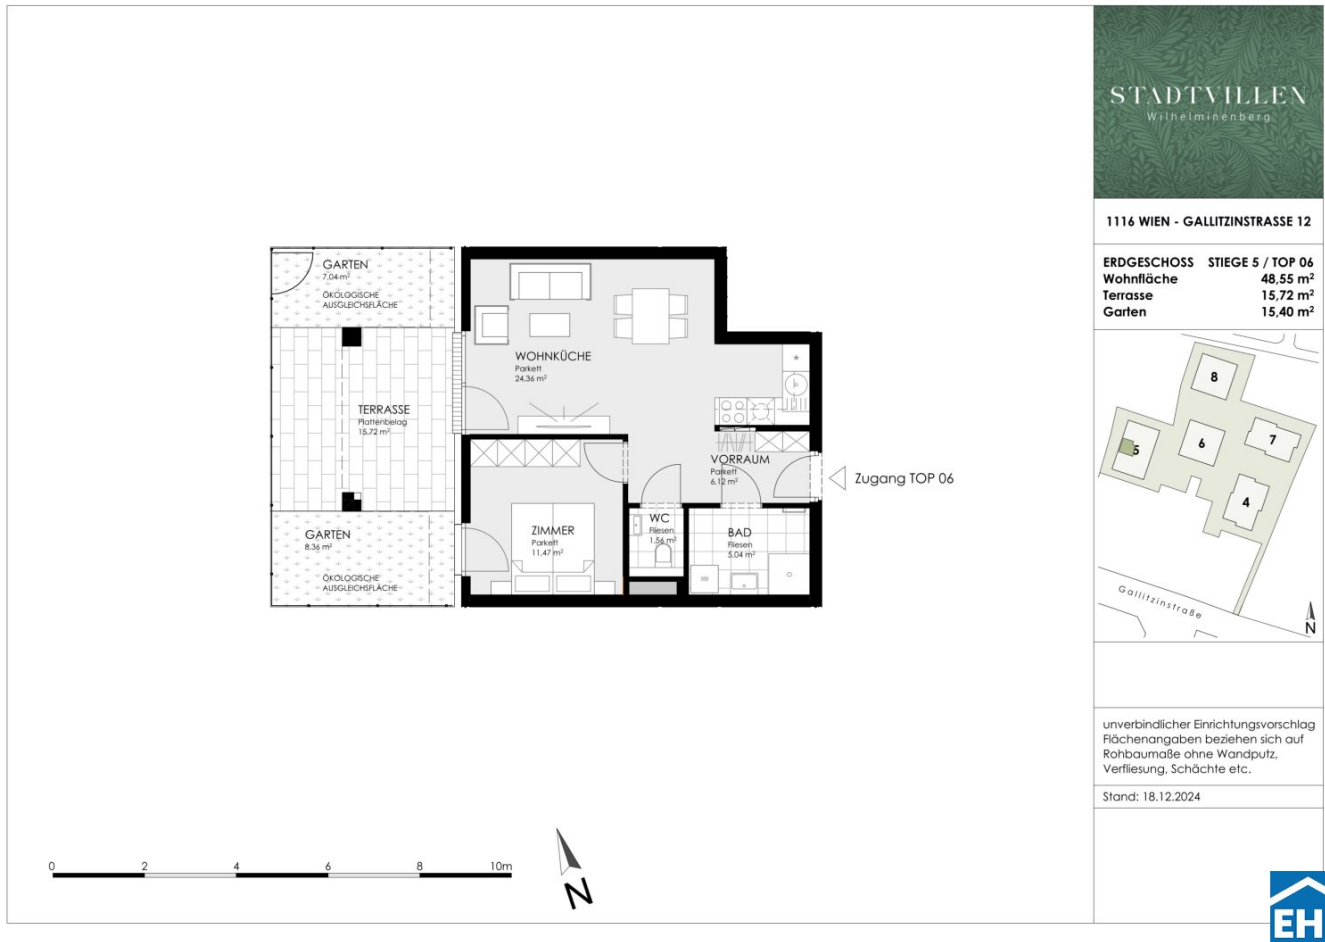 STADTVILLEN
Wilhelminenberg
1116 WIEN - GALLITZINSTRASSE 12
ERDGESCHOSS STIEGE 5 / TOP 06
Wohnfläche 48,55 m²
Terrasse 15,72 m²
Garten 15,40 m²
8
5
6
7
4
Gallitzinstraße
N
unverbindlicher Einrichtungsvorschlag
Flächenangaben beziehen sich auf
Rohbaumaße ohne Wandputz,
Verfliesung, Schächte etc.
Stand: 18.12.2024
EH
GARTEN
7,04 m²
ÖKOLOGISCHE
AUSGLEICHSFLÄCHE
WOHNKÜCHE
Parkett
24,36 m²
TERRASSE
Plattenbelag
15,72 m²
VORRAUM
Parkett
6,12 m²
Zugang TOP 06
GARTEN
8,36 m²
ÖKOLOGISCHE
AUSGLEICHSFLÄCHE
ZIMMER
Parkett
11,47 m²
WC
Fliesen
1,56 m²
BAD
Fliesen
5,04 m²
0 2 4 6 8 10m
N